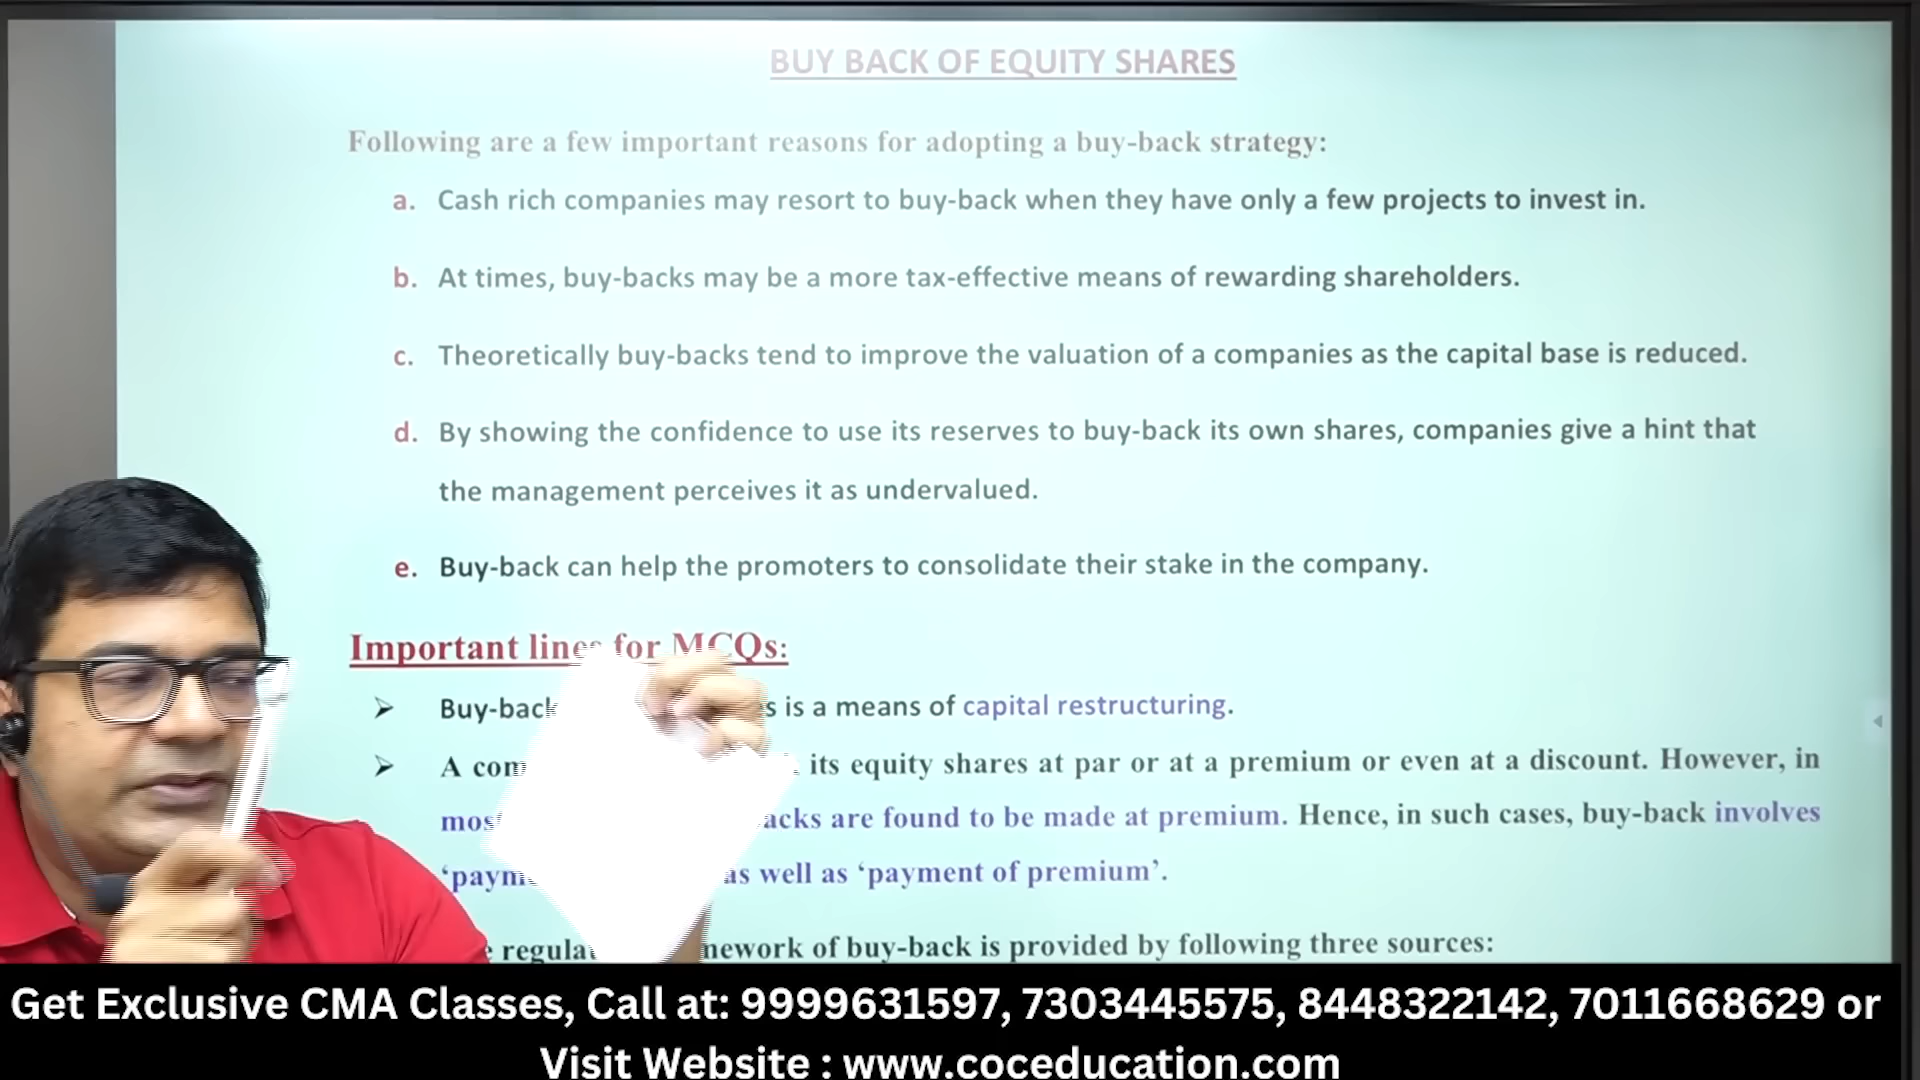 BUY BACK OF EQUITY SHARES
Following are a few important reasons for adopting a buy-back strategy:
a. Cash rich companies may resort to buy-back when they have only a few projects to invest in.
b. At times, buy-backs may be a more tax-effective means of rewarding shareholders.
c. Theoretically buy-backs tend to improve the valuation of a companies as the capital base is reduced.
d. By showing the confidence to use its reserves to buy-back its own shares, companies give a hint that
the management perceives it as undervalued.
e. Buy-back can help the promoters to consolidate their stake in the company.
Important lines for MCQs:
➢ Buy-back is a means of capital restructuring.
➢ A its equity shares at par or at a premium or even at a discount. However, in
are found to be made at premium. Hence, in such cases, buy-back involves
as well as ‘payment of premium’.
of buy-back is provided by following three sources:
Get Exclusive CMA Classes, Call at: 9999631597, 7303445575, 8448322142, 7011668629 or
Visit Website : www.coceducation.com